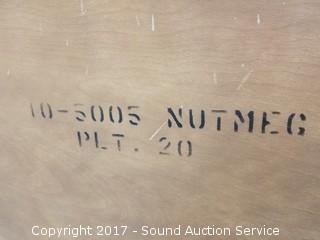 10-5005 NUTMEG
PLT. 20
Copyright 2017 - Sound Auction Service